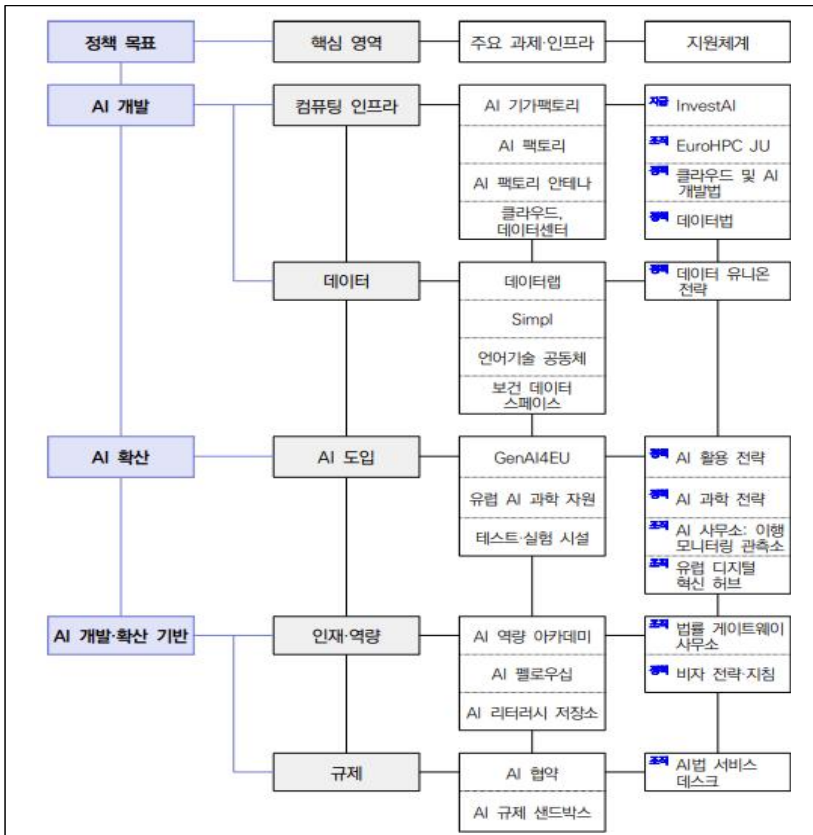 정책 목표
핵심 영역
주요 과제·인프라
지원체계
AI 개발
컴퓨팅 인프라
AI 기가팩토리
AI 팩토리
AI 팩토리 안테나
클라우드,
데이터센터
자금 InvestAI
조직 EuroHPC JU
정책 클라우드 및 AI
개발법
정책 데이터법
데이터
데이터랩
Simpl
언어기술 공동체
보건 데이터
스페이스
정책 데이터 유니온
전략
AI 확산
AI 도입
GenAI4EU
유럽 AI 과학 자원
테스트·실험 시설
정책 AI 활용 전략
정책 AI 과학 전략
조직 AI 사무소: 이행
모니터링 관측소
조직 유럽 디지털
혁신 허브
AI 개발·확산 기반
인재·역량
AI 역량 아카데미
AI 펠로우십
AI 리터러시 저장소
조직 법률 게이트웨이
사무소
정책 비자 전략·지침
규제
AI 협약
AI 규제 샌드박스
조직 AI법 서비스
데스크